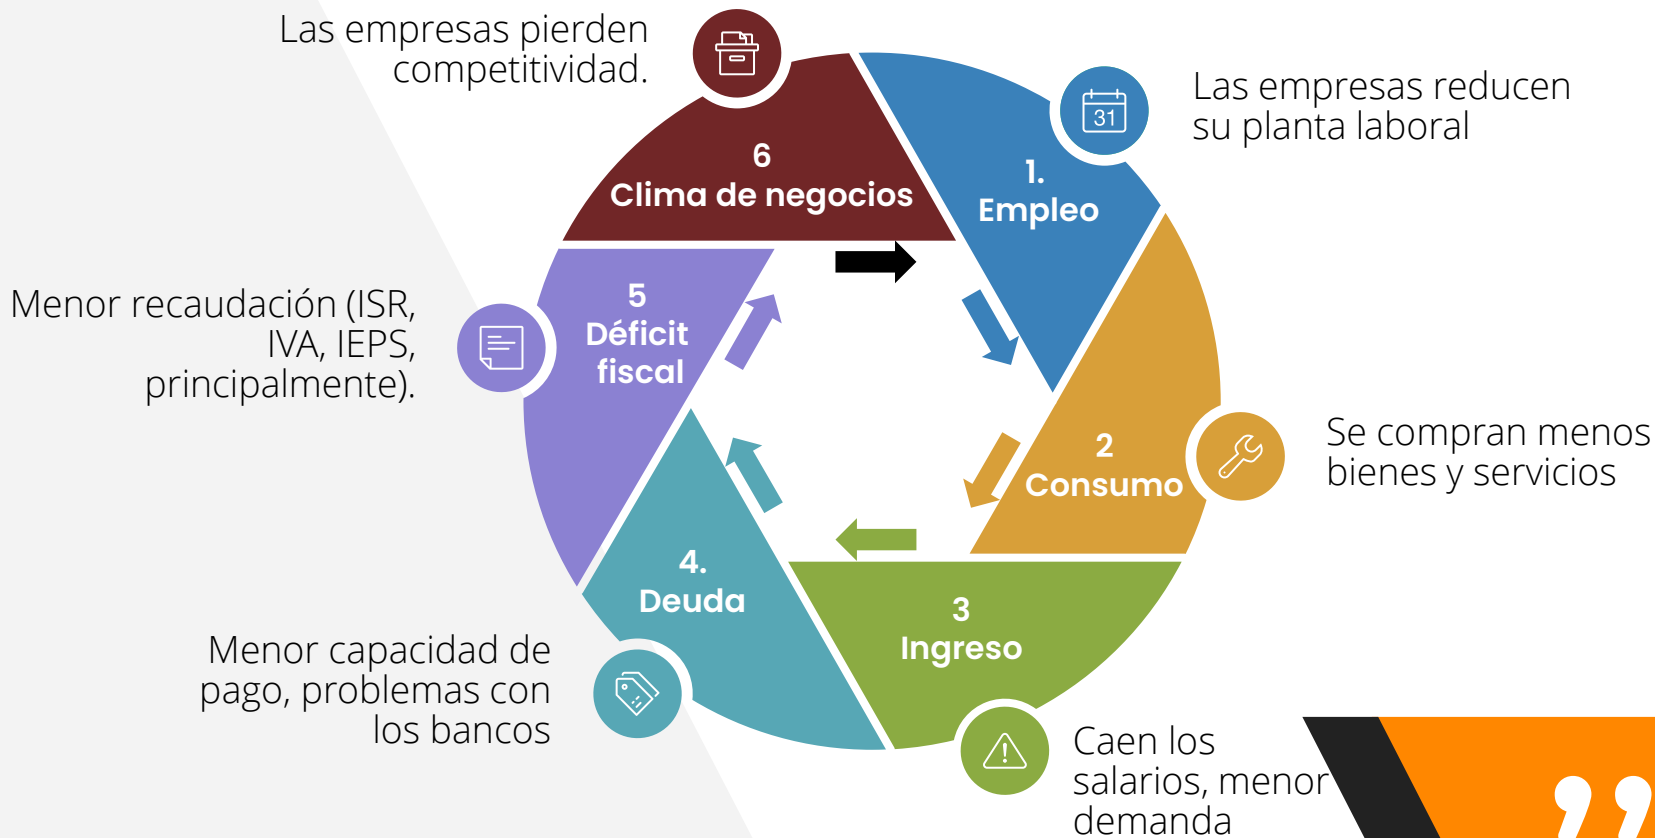 Las empresas pierden
competitividad.
6
Clima de negocios
31
Las empresas reducen
su planta laboral
1.
Empleo
2
Consumo
Se compran menos
bienes y servicios
3
Ingreso
Caen los
salarios, menor
demanda
4.
Deuda
Menor capacidad de
pago, problemas con
los bancos
5
Déficit
fiscal
Menor recaudación (ISR,
IVA, IEPS,
principalmente).
”